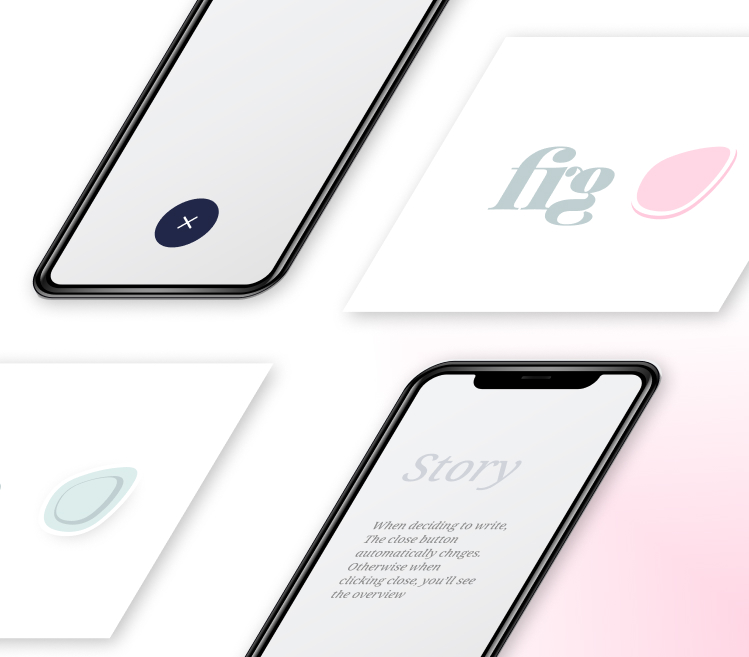 fig
Story
When deciding to write,
The close button
automatically chnges.
Otherwise when
clicking close, you'll see
the overview